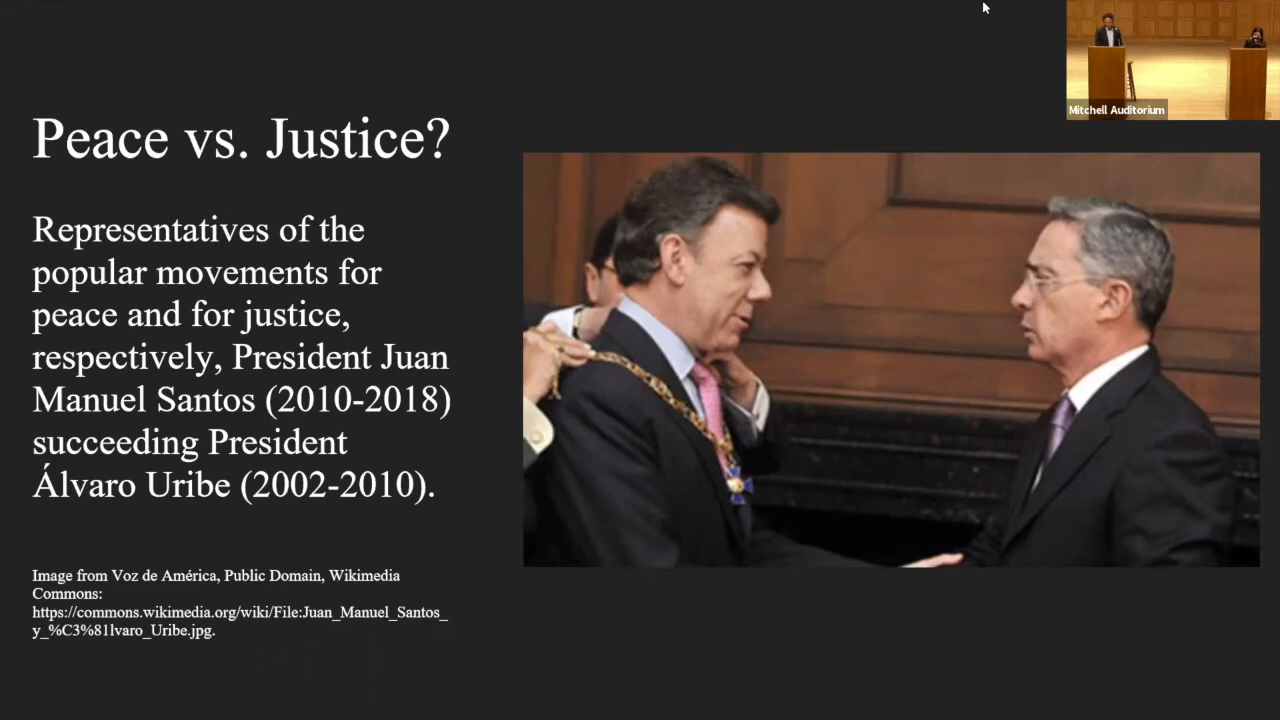 Mitchell Auditorium
Peace vs. Justice?
Representatives of the
popular movements for
peace and for justice,
respectively, President Juan
Manuel Santos (2010-2018)
succeeding President
Álvaro Uribe (2002-2010).
Image from Voz de América, Public Domain, Wikimedia
Commons:
https://commons.wikimedia.org/wiki/File:Juan_Manuel_Santos_
y_%C3%81lvaro_Uribe.jpg.